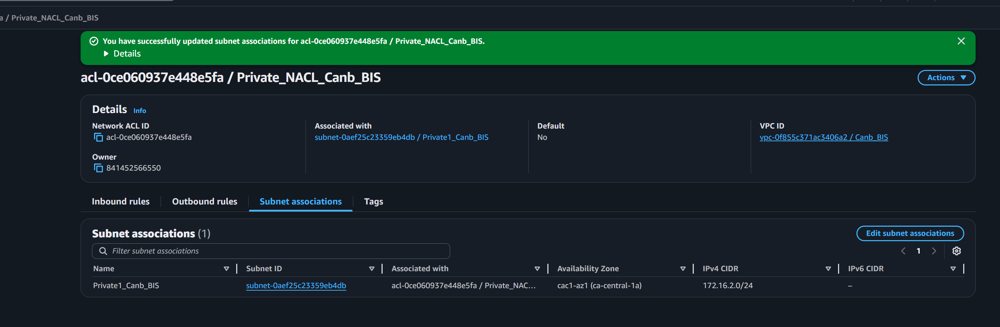 a / Private_NACL_Canb_BIS
You have successfully updated subnet associations for acl-0ce060937e448e5fa / Private_NACL_Canb_BIS.
Details
acl-0ce060937e448e5fa / Private_NACL_Canb_BIS
Actions
Details Info
Network ACL ID
acl-0ce060937e448e5fa
Owner
841452566550
Associated with
subnet-0aef25c23359eb4db / Private1_Canb_BIS
Default
No
VPC ID
vpc-0f855c371ac3406a2 / Canb_BIS
Inbound rules Outbound rules Subnet associations Tags
Subnet associations (1)
Edit subnet associations
Filter subnet associations
1
Name Subnet ID Associated with Availability Zone IPv4 CIDR IPv6 CIDR
Private1_Canb_BIS subnet-0aef25c23359eb4db acl-0ce060937e448e5fa / Private_NAC... cac1-az1 (ca-central-1a) 172.16.2.0/24 –